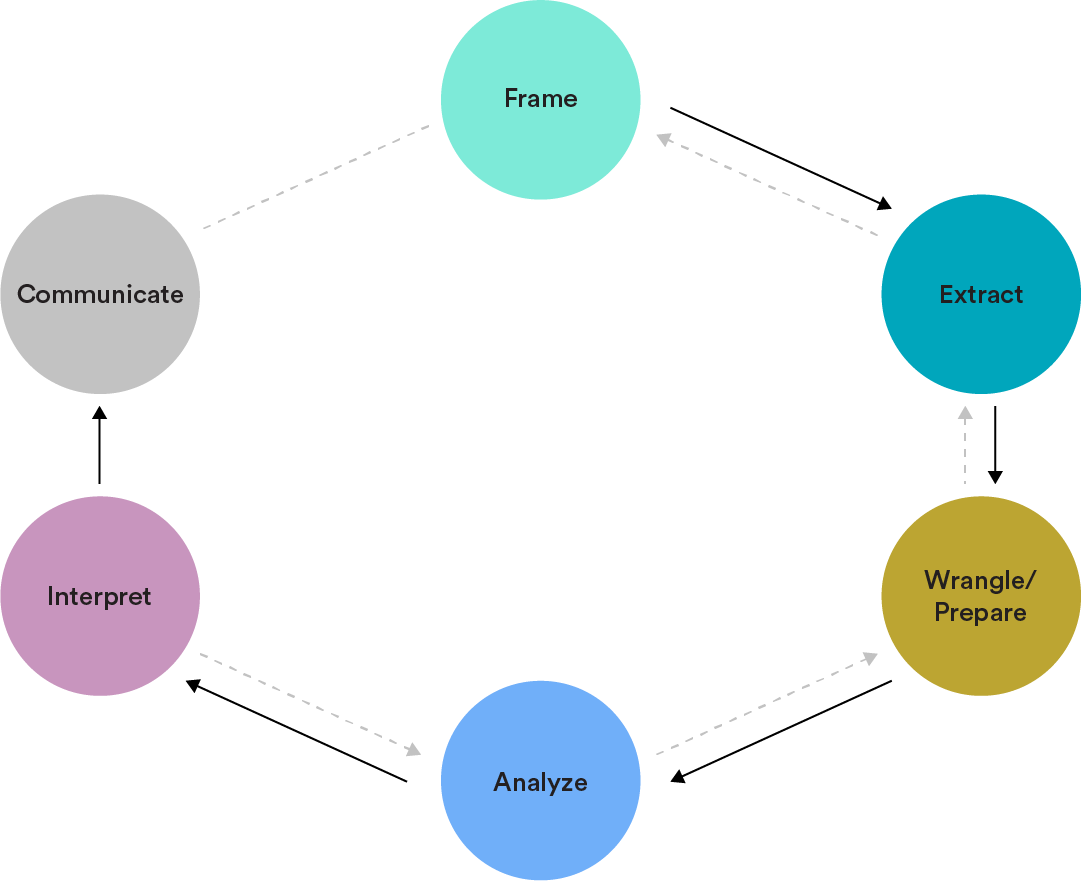 Frame
Extract
Wrangle/
Prepare
Analyze
Interpret
Communicate